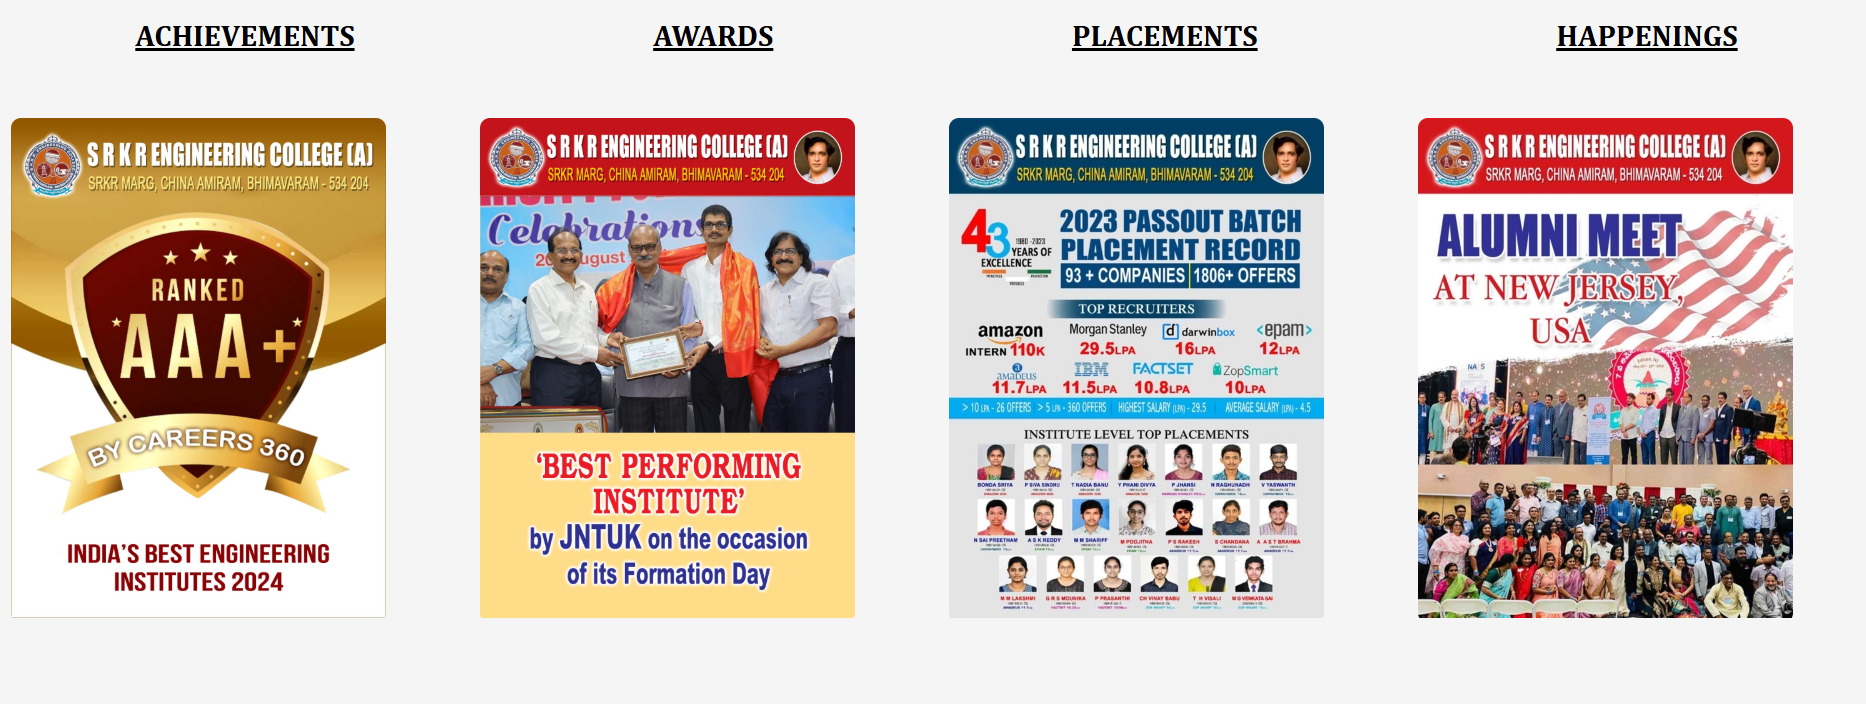 ACHIEVEMENTS
AWARDS
PLACEMENTS
HAPPENINGS
S R K R ENGINEERING COLLEGE (A)
SRKR MARG, CHINA AMIRAM, BHIMAVARAM - 534 204
RANKED
AAA+
BY CAREERS 360
INDIA'S BEST ENGINEERING
INSTITUTES 2024
S R K R ENGINEERING COLLEGE (A)
SRKR MARG, CHINA AMIRAM, BHIMAVARAM - 534 204
Celebrations
August
'BEST PERFORMING
INSTITUTE'
by JNTUK on the occasion
of its Formation Day
S R K R ENGINEERING COLLEGE (A)
SRKR MARG, CHINA AMIRAM, BHIMAVARAM - 534 204
43
1980 -2023
YEARS OF
EXCELLENCE
2023 PASSOUT BATCH
PLACEMENT RECORD
93 + COMPANIES 1806+ OFFERS
TOP RECRUITERS
amazon Morgan Stanley darwinbox <epam>
INTERN 110K 29.5LPA 16LPA 12LPA
AMADEUS IBM FACTSET ZopSmart
11.7LPA 11.5LPA 10.8LPA 10LPA
> 10 LPA - 26 OFFERS > 5 LPA - 360 OFFERS HIGHEST SALARY (LPA) - 29.5 AVERAGE SALARY (LPA) - 4.5
INSTITUTE LEVEL TOP PLACEMENTS
BONDA SRIYA P SIVA SINDHU T NADIA BANU Y PHANI DIVYA P JHANSI N RAGHUNADH V YASWANTH
N SAI PREETHAM A S K REDDY M M SHARIFF M POOJITHA P S RAKESH S CHANDANA A A S T BRAHMA
M M LAKSHMI G R S MOUNIKA P PRASANTHI CH VINAY BABU T H VISALI M G VENKATA SAI
S R K R ENGINEERING COLLEGE (A)
SRKR MARG, CHINA AMIRAM, BHIMAVARAM - 534 204
ALUMNI MEET
AT NEW JERSEY,
USA